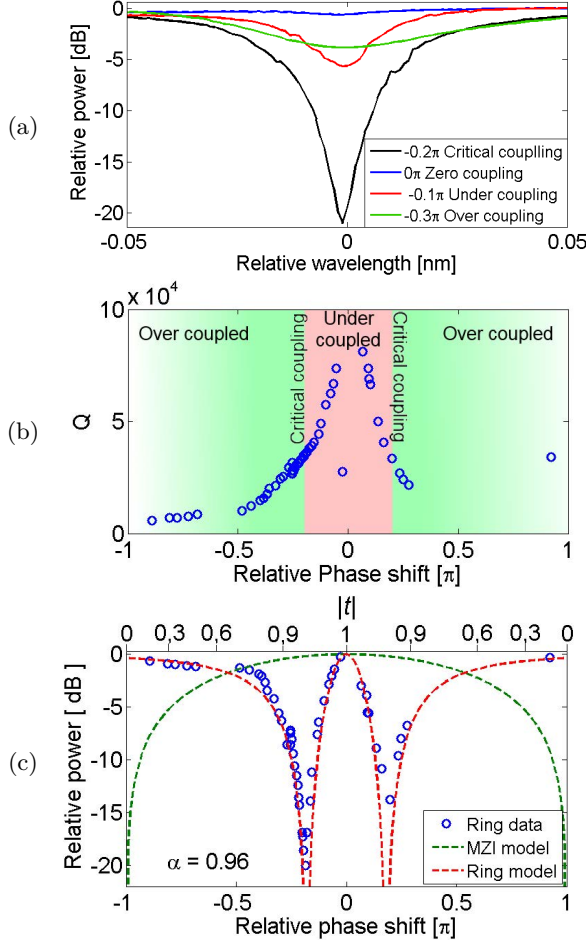 (a)
Relative power [dB]
0
-5
-10
-15
-20
-0.2π Critical couplling
0π Zero coupling
-0.1π Under coupling
-0.3π Over coupling
-0.05
0
0.05
Relative wavelength [nm]
(b)
Q
10 x 10⁴
5
0
Over coupled
Critical coupling
Under
coupled
Critical coupling
Over coupled
-1
-0.5
0
0.5
1
Relative Phase shift [π]
(c)
|t|
0
0,3
0,6
0,9
1
0,9
0,6
0,3
0
Relative power [ dB ]
0
-5
-10
-15
-20
α = 0.96
Ring data
MZI model
Ring model
-1
-0.5
0
0.5
1
Relative phase shift [π]